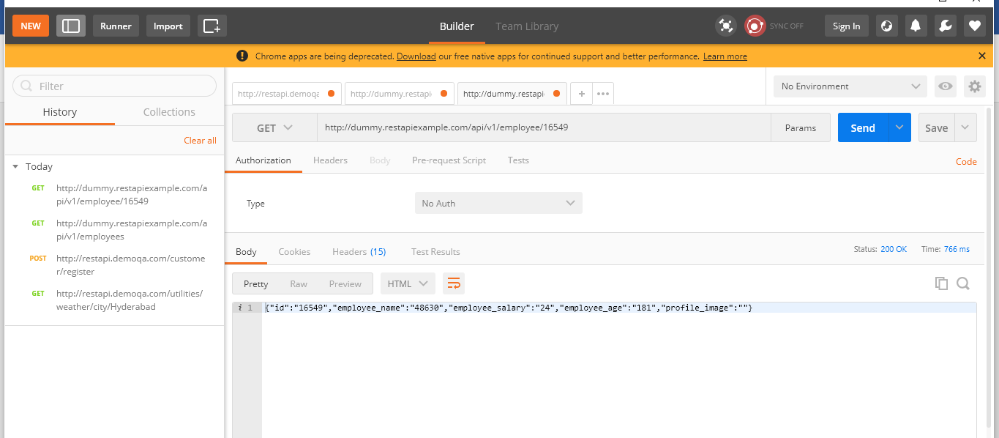 NEW
Runner
Import
Builder
Team Library
SYNC OFF
Sign In
! Chrome apps are being deprecated. Download our free native apps for continued support and better performance. Learn more
Filter
History
Collections
Clear all
Today
GET http://dummy.restapiexample.com/a
pi/v1/employee/16549
GET http://dummy.restapiexample.com/a
pi/v1/employees
POST http://restapi.demoqa.com/custome
r/register
GET http://restapi.demoqa.com/utilities/
weather/city/Hyderabad
http://restapi.demoqa
http://dummy.restapi
http://dummy.restapi
+
•••
No Environment
GET
http://dummy.restapiexample.com/api/v1/employee/16549
Params
Send
Save
Authorization
Headers
Body
Pre-request Script
Tests
Code
Type
No Auth
Body
Cookies
Headers (15)
Test Results
Status: 200 OK
Time: 766 ms
Pretty
Raw
Preview
HTML
i 1 {"id":"16549","employee_name":"48630","employee_salary":"24","employee_age":"181","profile_image":""}